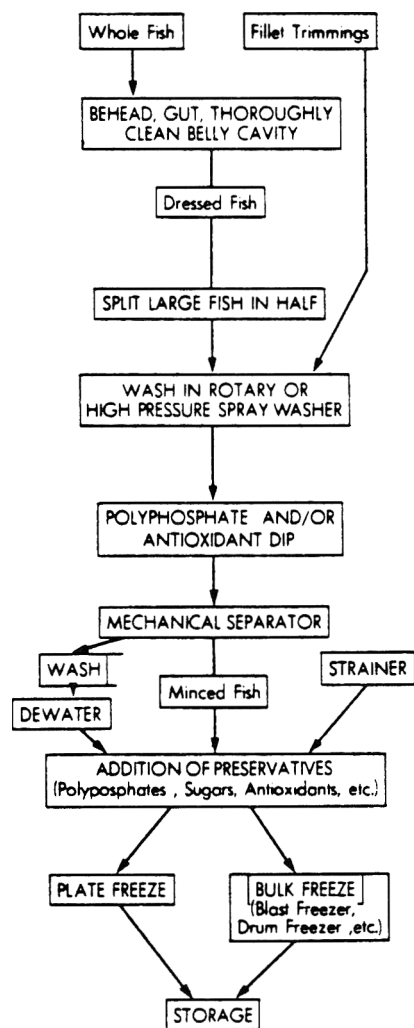 Whole Fish
Fillet Trimmings
BEHEAD, GUT, THOROUGHLY
CLEAN BELLY CAVITY
Dressed Fish
SPLIT LARGE FISH IN HALF
WASH IN ROTARY OR
HIGH PRESSURE SPRAY WASHER
POLYPHOSPHATE AND/OR
ANTIOXIDANT DIP
MECHANICAL SEPARATOR
WASH
Minced Fish
STRAINER
DEWATER
ADDITION OF PRESERVATIVES
(Polyposphates , Sugars, Antioxidants, etc.)
PLATE FREEZE
BULK FREEZE
(Blast Freezer,
Drum Freezer ,etc.)
STORAGE